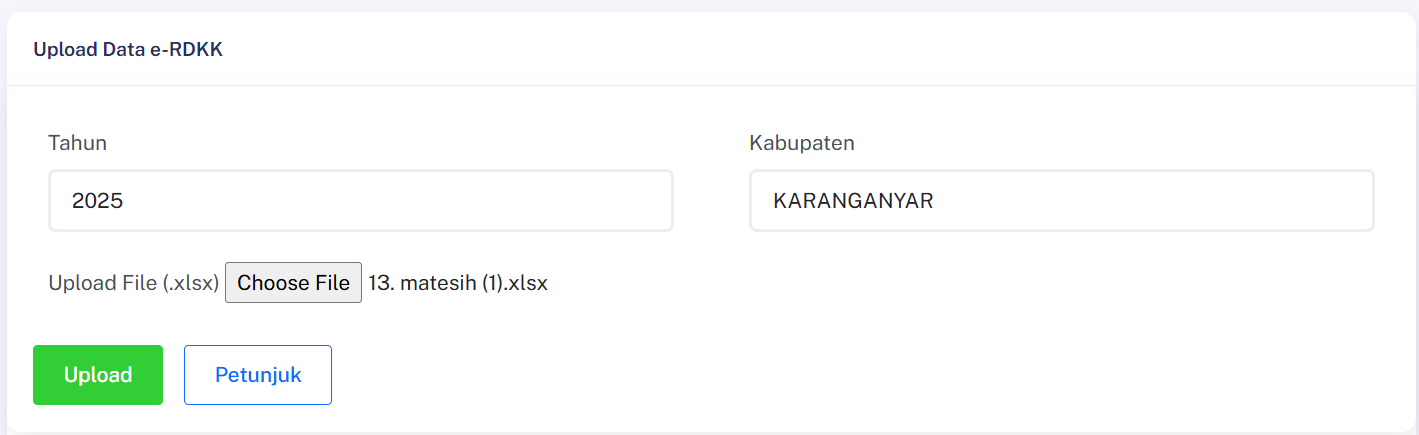 Upload Data e-RDKK
Tahun
Kabupaten
2025
KARANGANYAR
Upload File (.xlsx) Choose File 13. matesih (1).xlsx
Upload Petunjuk